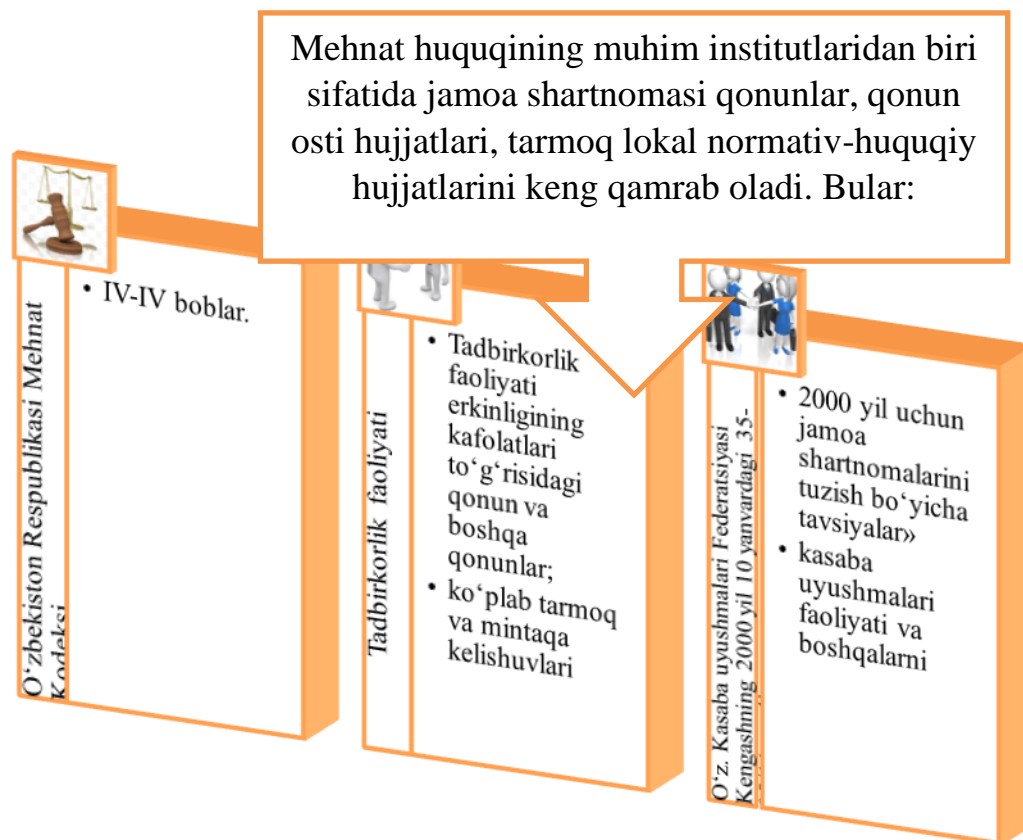 Mehnat huquqining muhim institutlaridan biri
sifatida jamoa shartnomasi qonunlar, qonun
osti hujjatlari, tarmoq lokal normativ-huquqiy
hujjatlarini keng qamrab oladi. Bular:
O‘zbekiston Respublikasi Mehnat
Kodeksi
• IV-IV boblar.
Tadbirkorlik faoliyati
• Tadbirkorlik
faoliyati
erkinligining
kafolatlari
to‘g‘risidagi
qonun va
boshqa
qonunlar;
• ko‘plab tarmoq
va mintaqa
kelishuvlari
O‘z. Kasaba uyushmalari Federatsiyasi
Kengashning 2000 yil 10 yanvardagi 35-
• 2000 yil uchun
jamoa
shartnomalarini
tuzish bo‘yicha
tavsiyalar»
• kasaba
uyushmalari
faoliyati va
boshqalarni